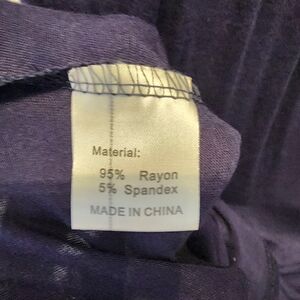 Material:
95% Rayon
5% Spandex
MADE IN CHINA